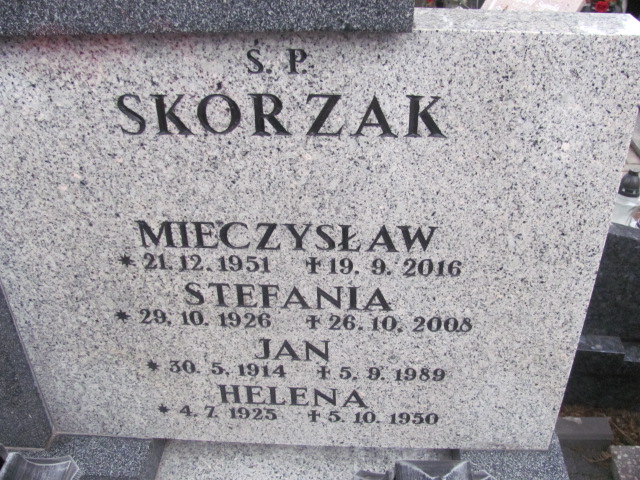 Ś. P.
SKÓRZAK
MIECZYSŁAW
* 21. 12. 1951 ✝ 19. 9. 2016
STEFANIA
* 29. 10. 1926 ✝ 26. 10. 2008
JAN
* 30. 5. 1914 ✝ 5. 9. 1989
HELENA
* 4. 7. 1925 ✝ 5. 10. 1950